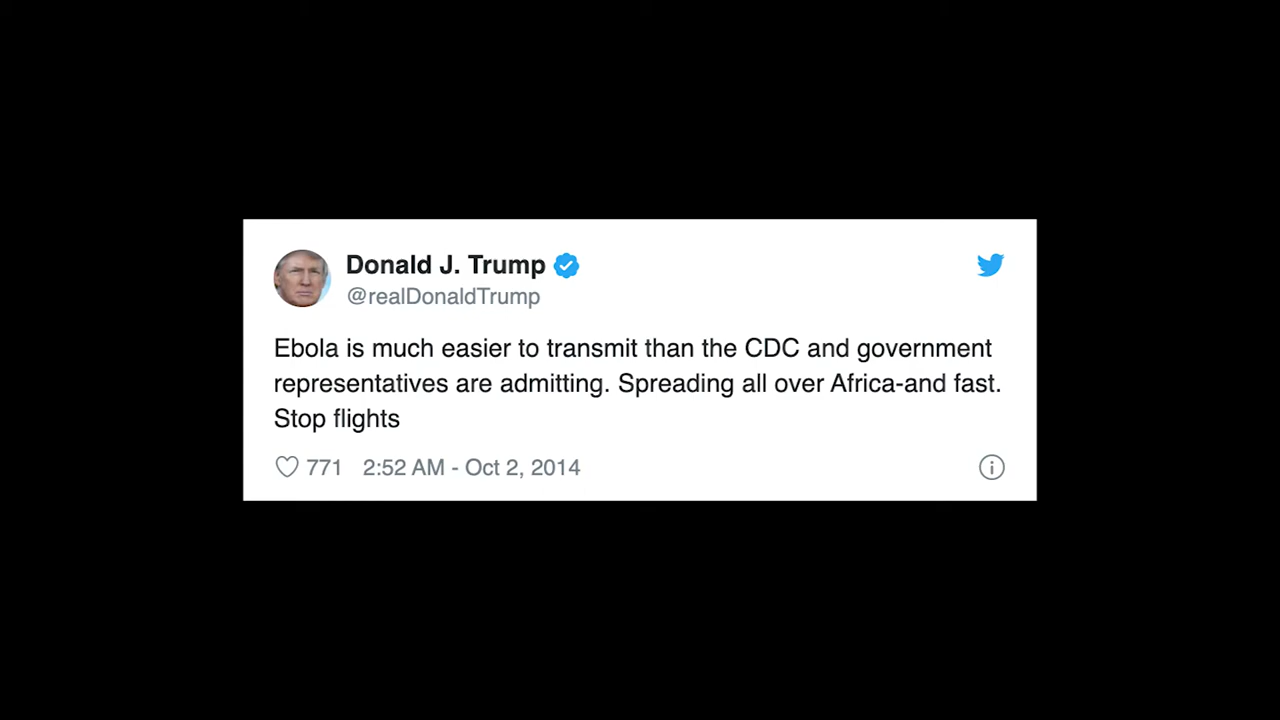 Donald J. Trump
@realDonaldTrump
Ebola is much easier to transmit than the CDC and government
representatives are admitting. Spreading all over Africa-and fast.
Stop flights
771 2:52 AM - Oct 2, 2014